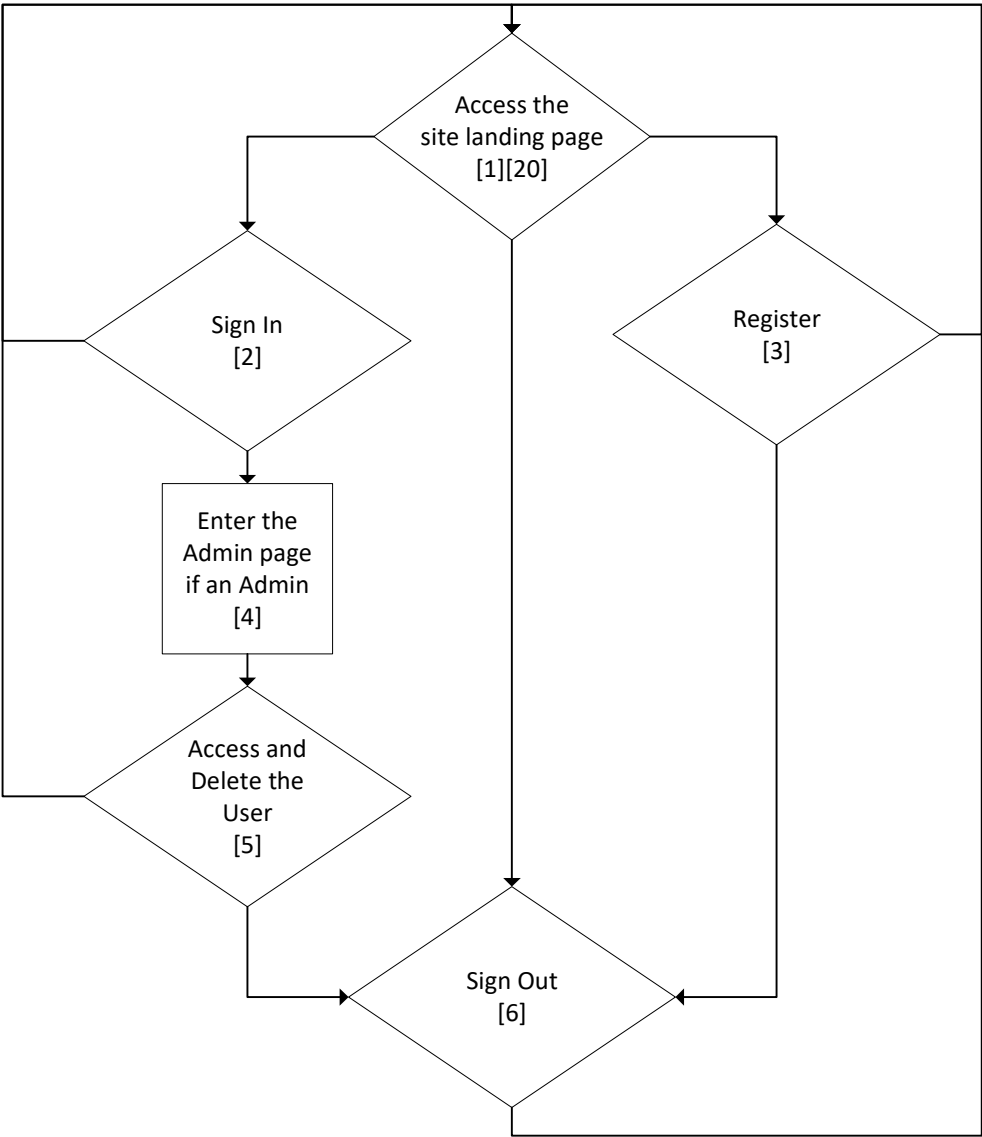 Access the
site landing page
[1][20]
Sign In
[2]
Register
[3]
Enter the
Admin page
if an Admin
[4]
Access and
Delete the
User
[5]
Sign Out
[6]